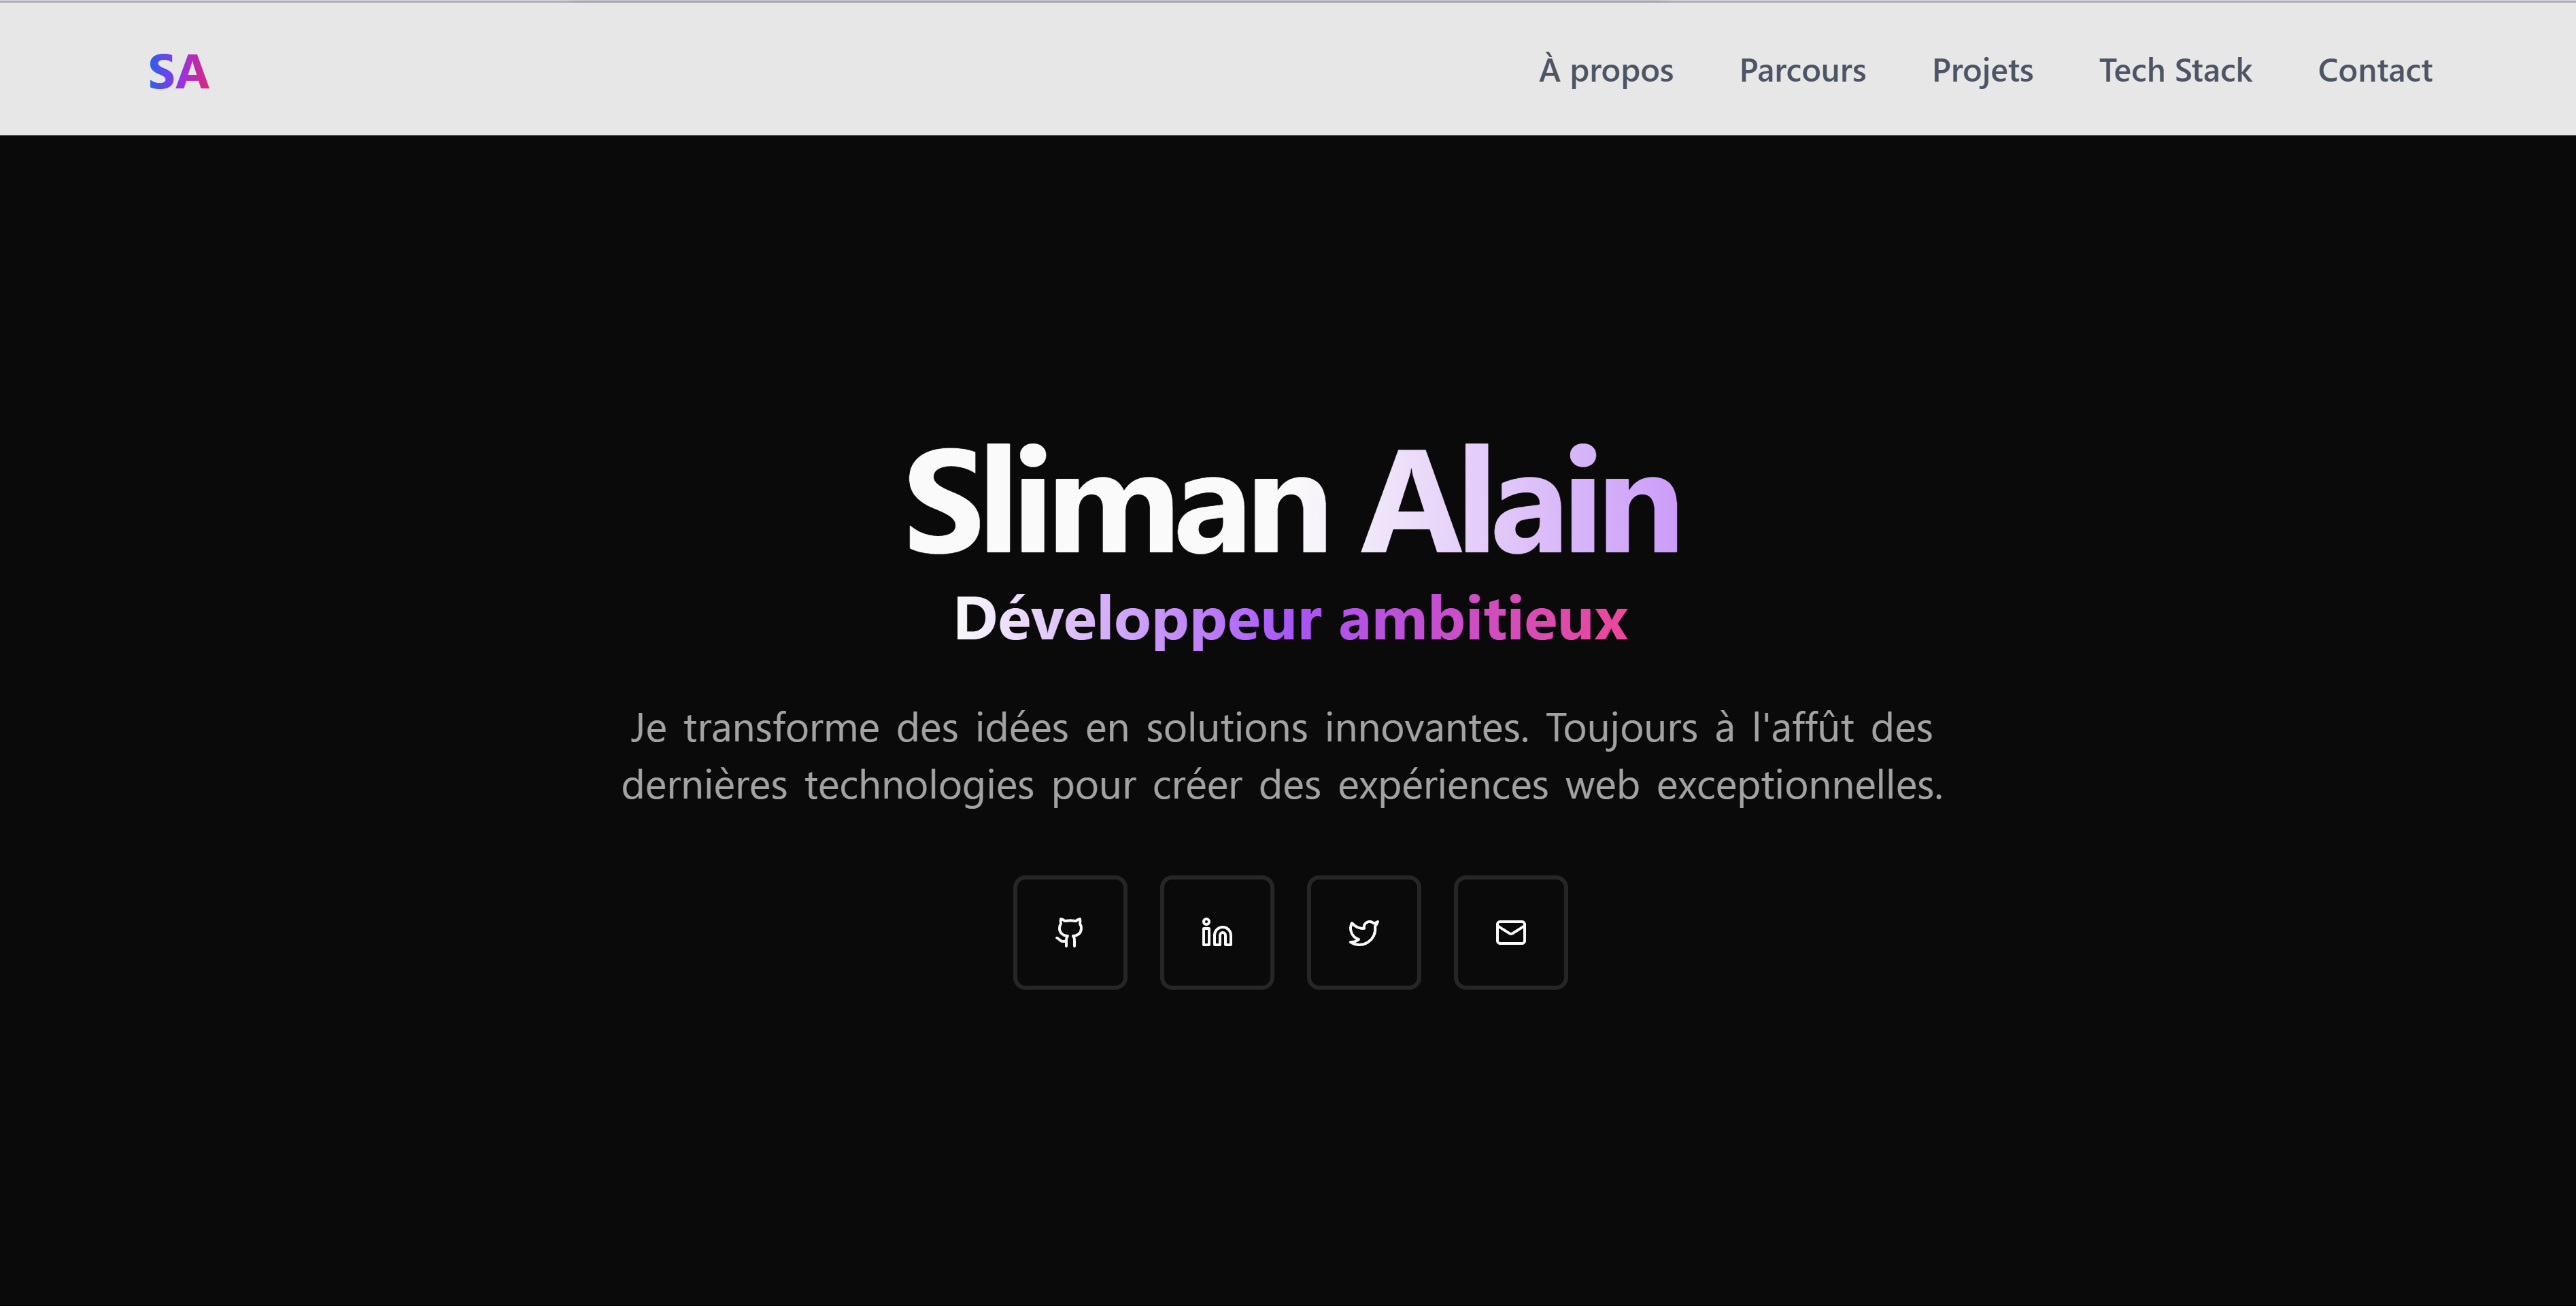 SA
À propos Parcours Projets Tech Stack Contact
Sliman Alain
Développeur ambitieux
Je transforme des idées en solutions innovantes. Toujours à l'affût des
dernières technologies pour créer des expériences web exceptionnelles.
in